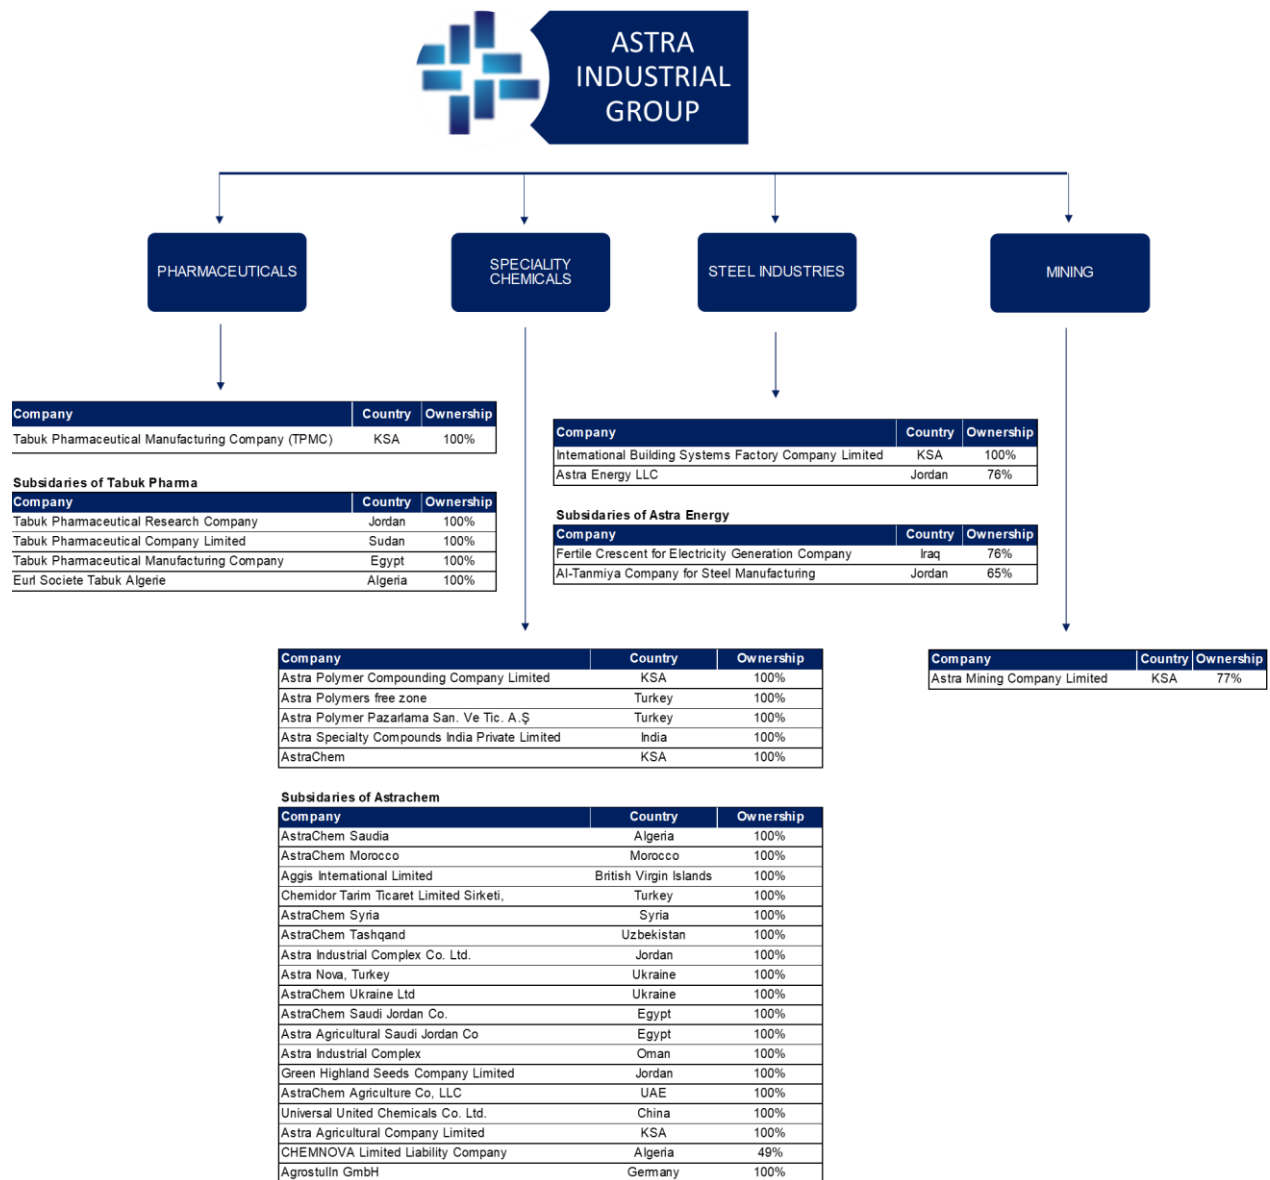 ASTRA
INDUSTRIAL
GROUP
PHARMACEUTICALS
SPECIALITY
CHEMICALS
STEEL INDUSTRIES
MINING
Company Country Ownership
Tabuk Pharmaceutical Manufacturing Company (TPMC) KSA 100%
Subsidaries of Tabuk Pharma
Company Country Ownership
Tabuk Pharmaceutical Research Company Jordan 100%
Tabuk Pharmaceutical Company Limited Sudan 100%
Tabuk Pharmaceutical Manufacturing Company Egypt 100%
Eurl Societe Tabuk Algerie Algeria 100%
Company Country Ownership
International Building Systems Factory Company Limited KSA 100%
Astra Energy LLC Jordan 76%
Subsidaries of Astra Energy
Company Country Ownership
Fertile Crescent for Electricity Generation Company Iraq 76%
Al-Tanmiya Company for Steel Manufacturing Jordan 65%
Company Country Ownership
Astra Polymer Compounding Company Limited KSA 100%
Astra Polymers free zone Turkey 100%
Astra Polymer Pazarlama San. Ve Tic. A.Ş Turkey 100%
Astra Specialty Compounds India Private Limited India 100%
AstraChem KSA 100%
Subsidaries of Astrachem
Company Country Ownership
AstraChem Saudia Algeria 100%
AstraChem Morocco Morocco 100%
Aggis International Limited British Virgin Islands 100%
Chemidor Tarim Ticaret Limited Sirketi, Turkey 100%
AstraChem Syria Syria 100%
AstraChem Tashqand Uzbekistan 100%
Astra Industrial Complex Co. Ltd. Jordan 100%
Astra Nova, Turkey Ukraine 100%
AstraChem Ukraine Ltd Ukraine 100%
AstraChem Saudi Jordan Co. Egypt 100%
Astra Agricultural Saudi Jordan Co Egypt 100%
Astra Industrial Complex Oman 100%
Green Highland Seeds Company Limited Jordan 100%
AstraChem Agriculture Co, LLC UAE 100%
Universal United Chemicals Co. Ltd. China 100%
Astra Agricultural Company Limited KSA 100%
CHEMNOVA Limited Liability Company Algeria 49%
Agrostulln GmbH Germany 100%
Company Country Ownership
Astra Mining Company Limited KSA 77%